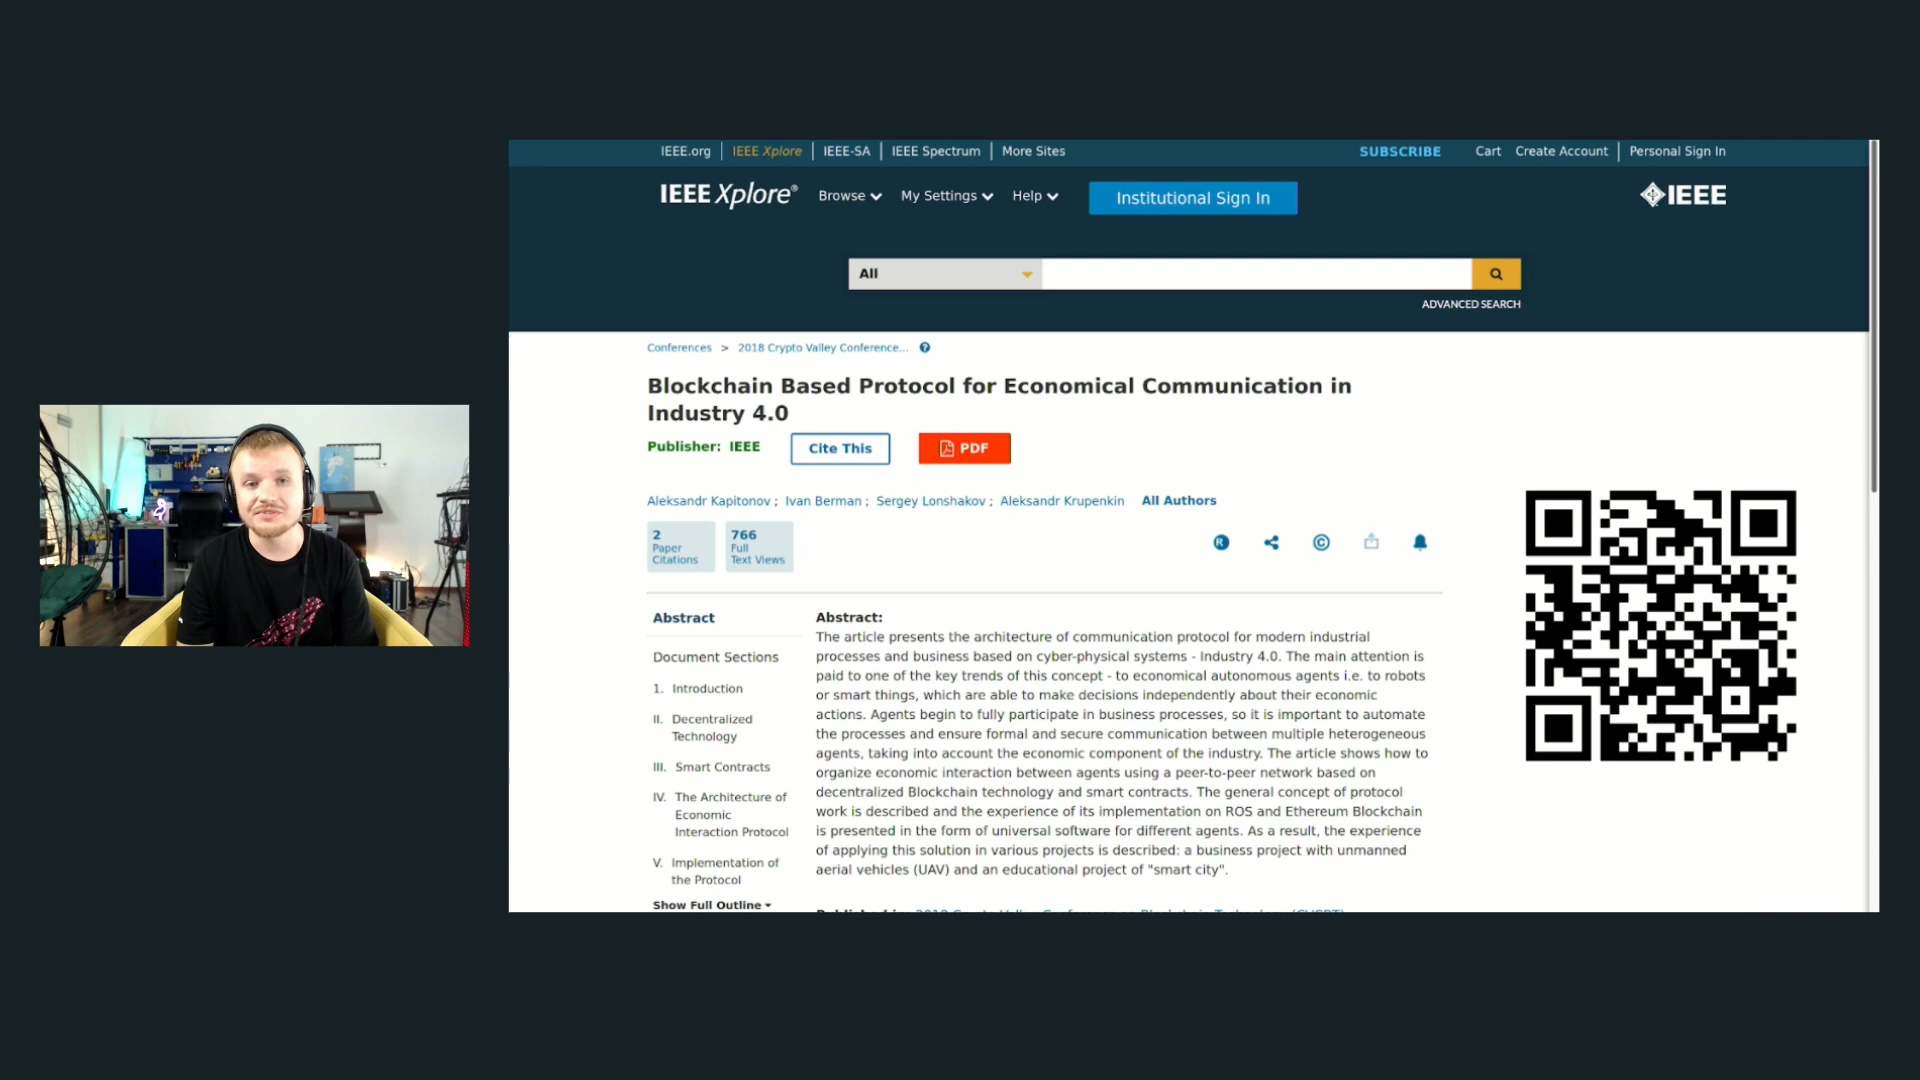 IEEE.org
IEEE Xplore
IEEE-SA
IEEE Spectrum
More Sites
SUBSCRIBE
Cart
Create Account
Personal Sign In
IEEE Xplore®
Browse
My Settings
Help
Institutional Sign In
IEEE
All
ADVANCED SEARCH
Conferences > 2018 Crypto Valley Conference...
Blockchain Based Protocol for Economical Communication in
Industry 4.0
Publisher: IEEE
Cite This
PDF
Aleksandr Kapitonov ; Ivan Berman ; Sergey Lonshakov ; Aleksandr Krupenkin
All Authors
2
Paper
Citations
766
Full
Text Views
Abstract
Document Sections
1. Introduction
II. Decentralized
Technology
III. Smart Contracts
IV. The Architecture of
Economic
Interaction Protocol
V. Implementation of
the Protocol
Show Full Outline
Abstract:
The article presents the architecture of communication protocol for modern industrial
processes and business based on cyber-physical systems - Industry 4.0. The main attention is
paid to one of the key trends of this concept - to economical autonomous agents i.e. to robots
or smart things, which are able to make decisions independently about their economic
actions. Agents begin to fully participate in business processes, so it is important to automate
the processes and ensure formal and secure communication between multiple heterogeneous
agents, taking into account the economic component of the industry. The article shows how to
organize economic interaction between agents using a peer-to-peer network based on
decentralized Blockchain technology and smart contracts. The general concept of protocol
work is described and the experience of its implementation on ROS and Ethereum Blockchain
is presented in the form of universal software for different agents. As a result, the experience
of applying this solution in various projects is described: a business project with unmanned
aerial vehicles (UAV) and an educational project of "smart city".
Published in: 2018 Crypto Valley Conference on Blockchain Technology (CVCBT)